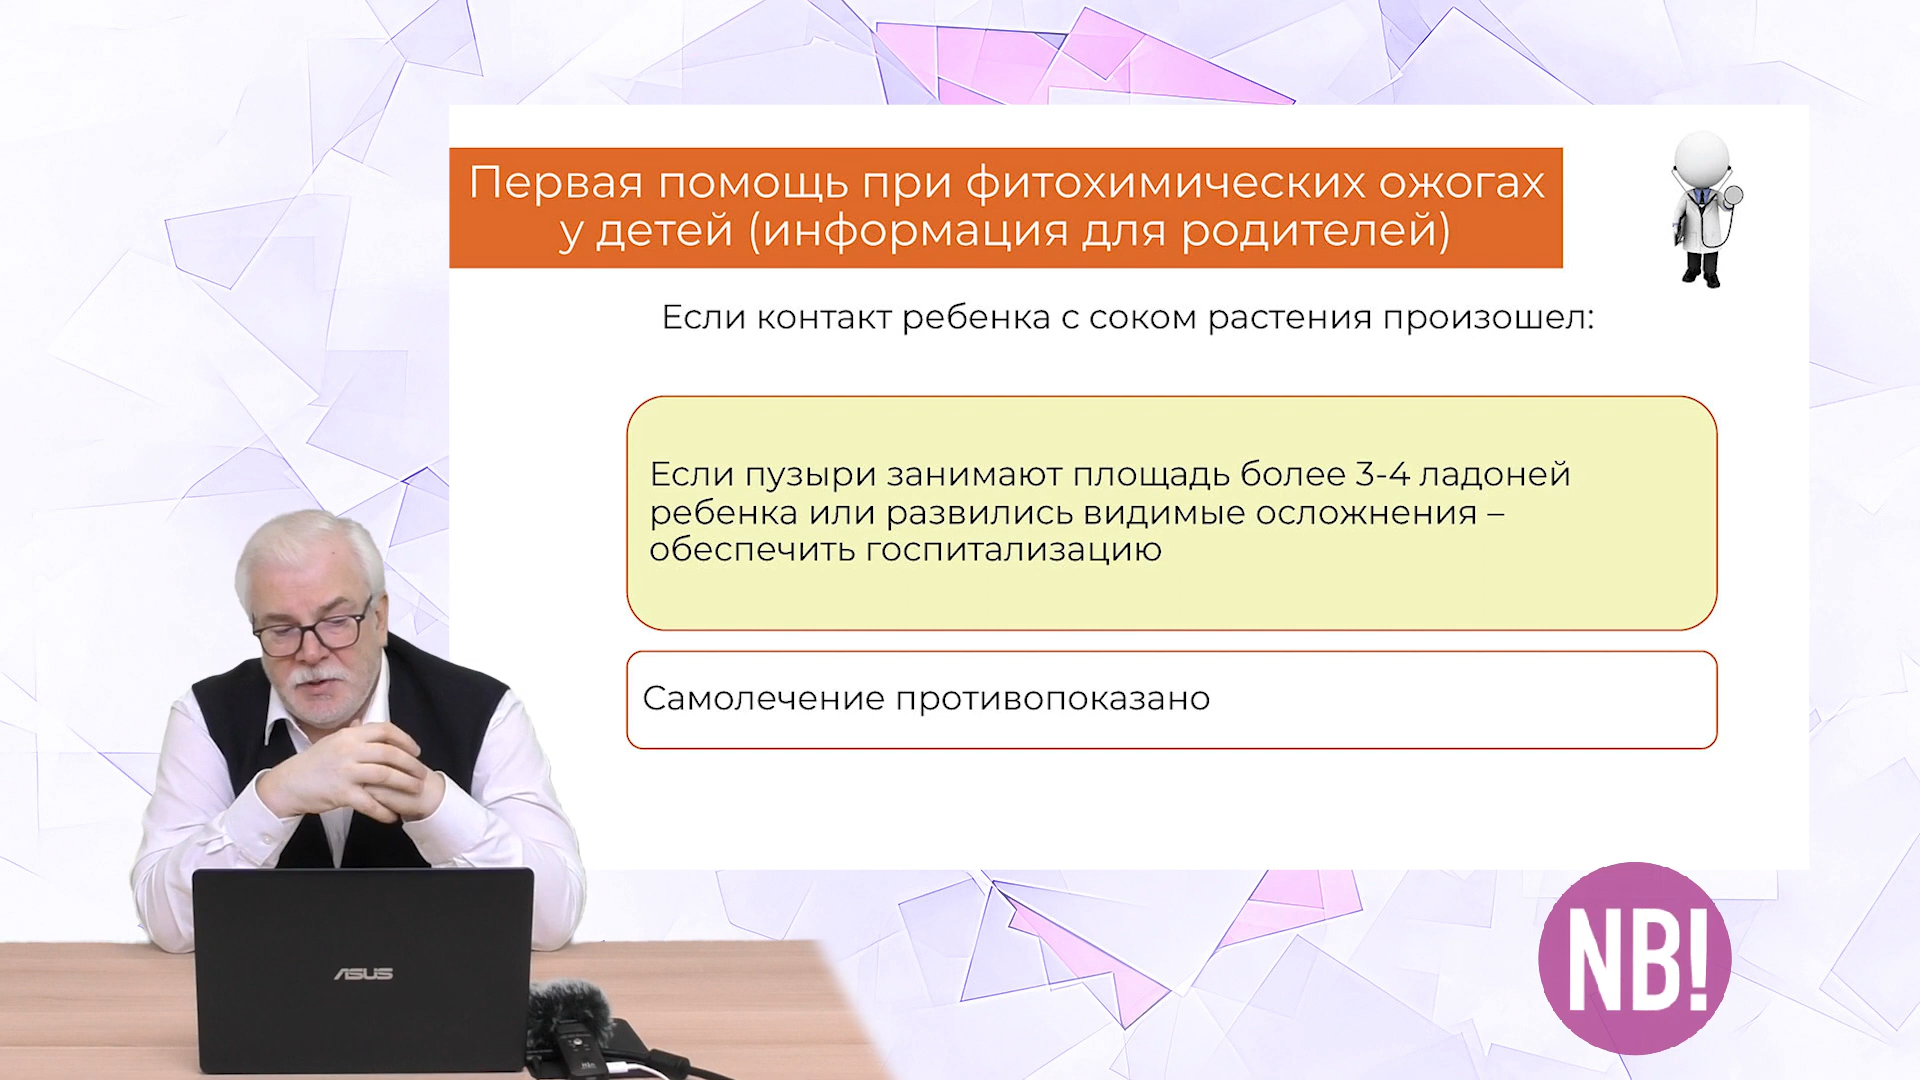 Первая помощь при фитохимических ожогах
у детей (информация для родителей)
Если контакт ребенка с соком растения произошел:
Если пузыри занимают площадь более 3-4 ладоней
ребенка или развились видимые осложнения –
обеспечить госпитализацию
Самолечение противопоказано
ASUS
NB!